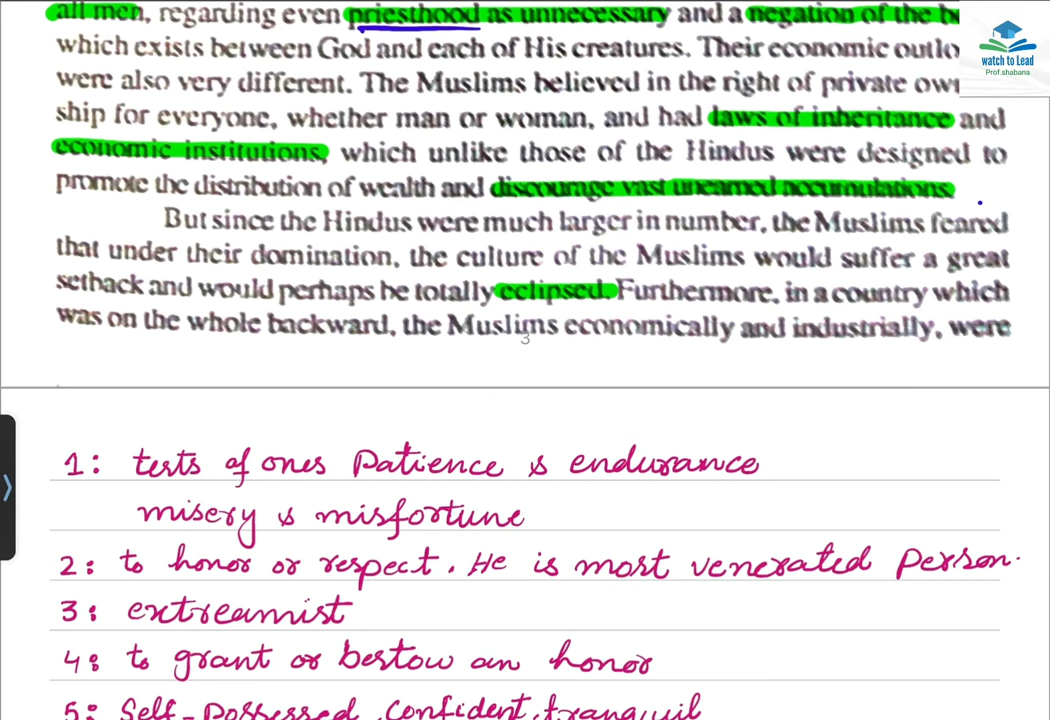 all men, regarding even priesthood as unnecessary and a negation of the
which exists between God and each of His creatures. Their economic
were also very different. The Muslims believed in the right of private
ship for everyone, whether man or woman, and had laws of inheritance and
economic institutions, which unlike those of the Hindus were designed to
promote the distribution of wealth and discourage vast unearned accumulations.
But since the Hindus were much larger in number, the Muslims feared
that under their domination, the culture of the Muslims would suffer a great
setback and would perhaps be totally eclipsed. Furthermore, in a country which
was on the whole backward, the Muslims economically and industrially, were
3
watch to Lead
Prof.shabana
1: tests of ones Patience & endurance
misery & misfortune
2: to honor or respect. He is most venerated Person.
3: extreamist
4: to grant or bestow an honor
5: Self-Possessed, confident, tranquil